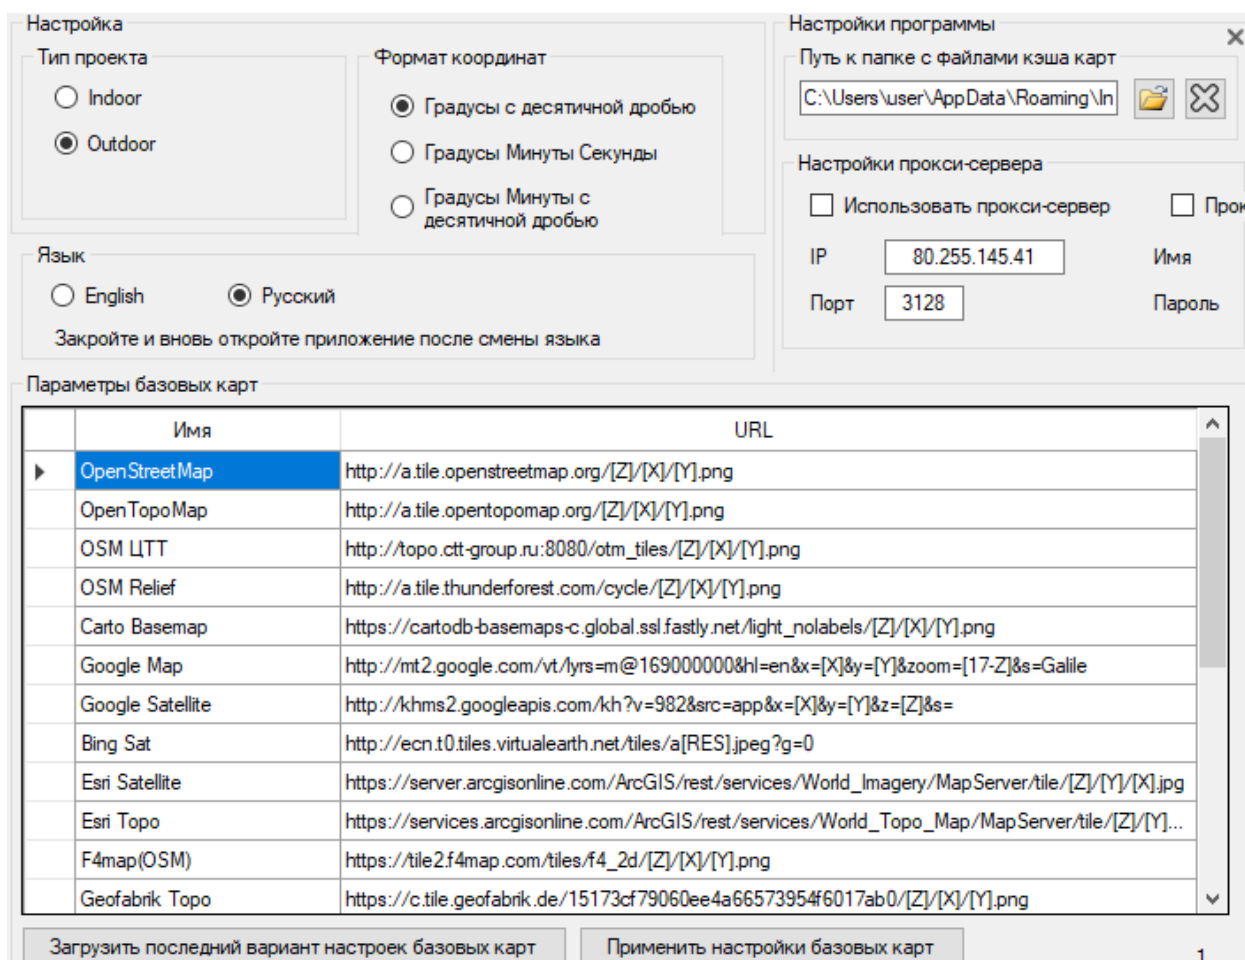 Настройка
Тип проекта
Indoor
Outdoor
Формат координат
Градусы с десятичной дробью
Градусы Минуты Секунды
Градусы Минуты с
десятичной дробью
Язык
English Русский
Закройте и вновь откройте приложение после смены языка
Настройки программы
Путь к папке с файлами кэша карт
C:\Users\user\AppData\Roaming\In
Настройки прокси-сервера
Использовать прокси-сервер Прок
IP 80.255.145.41 Имя
Порт 3128 Пароль
Параметры базовых карт
Имя URL
OpenStreetMap http://a.tile.openstreetmap.org/[Z]/[X]/[Y].png
OpenTopoMap http://a.tile.opentopomap.org/[Z]/[X]/[Y].png
OSM ЦТТ http://topo.ctt-group.ru:8080/otm_tiles/[Z]/[X]/[Y].png
OSM Relief http://a.tile.thunderforest.com/cycle/[Z]/[X]/[Y].png
Carto Basemap https://cartodb-basemaps-c.global.ssl.fastly.net/light_nolabels/[Z]/[X]/[Y].png
Google Map http://mt2.google.com/vt/lyrs=m@169000000&hl=en&x=[X]&y=[Y]&zoom=[17-Z]&s=Galile
Google Satellite http://khms2.googleapis.com/kh?v=982&src=app&x=[X]&y=[Y]&z=[Z]&s=
Bing Sat http://ecn.t0.tiles.virtualearth.net/tiles/a[RES].jpeg?g=0
Esri Satellite https://server.arcgisonline.com/ArcGIS/rest/services/World_Imagery/MapServer/tile/[Z]/[Y]/[X].jpg
Esri Topo https://services.arcgisonline.com/ArcGIS/rest/services/World_Topo_Map/MapServer/tile/[Z]/[Y]...
F4map(OSM) https://tile2.f4map.com/tiles/f4_2d/[Z]/[X]/[Y].png
Geofabrik Topo https://c.tile.geofabrik.de/15173cf79060ee4a66573954f6017ab0/[Z]/[X]/[Y].png
Загрузить последний вариант настроек базовых карт Применить настройки базовых карт 1